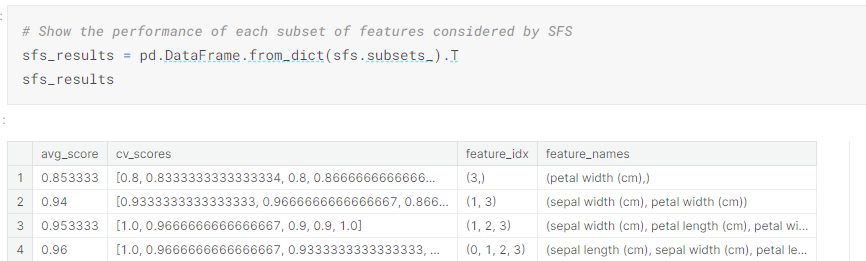 :
# Show the performance of each subset of features considered by SFS
sfs_results = pd.DataFrame.from_dict(sfs.subsets_).T
sfs_results
:
avg_score cv_scores feature_idx feature_names
1 0.853333 [0.8, 0.8333333333333334, 0.8, 0.8666666666666... (3,) (petal width (cm),)
2 0.94 [0.9333333333333333, 0.9666666666666667, 0.866... (1, 3) (sepal width (cm), petal width (cm))
3 0.953333 [1.0, 0.9666666666666667, 0.9, 0.9, 1.0] (1, 2, 3) (sepal width (cm), petal length (cm), petal wi...
4 0.96 [1.0, 0.9666666666666667, 0.9333333333333333, ... (0, 1, 2, 3) (sepal length (cm), sepal width (cm), petal le...